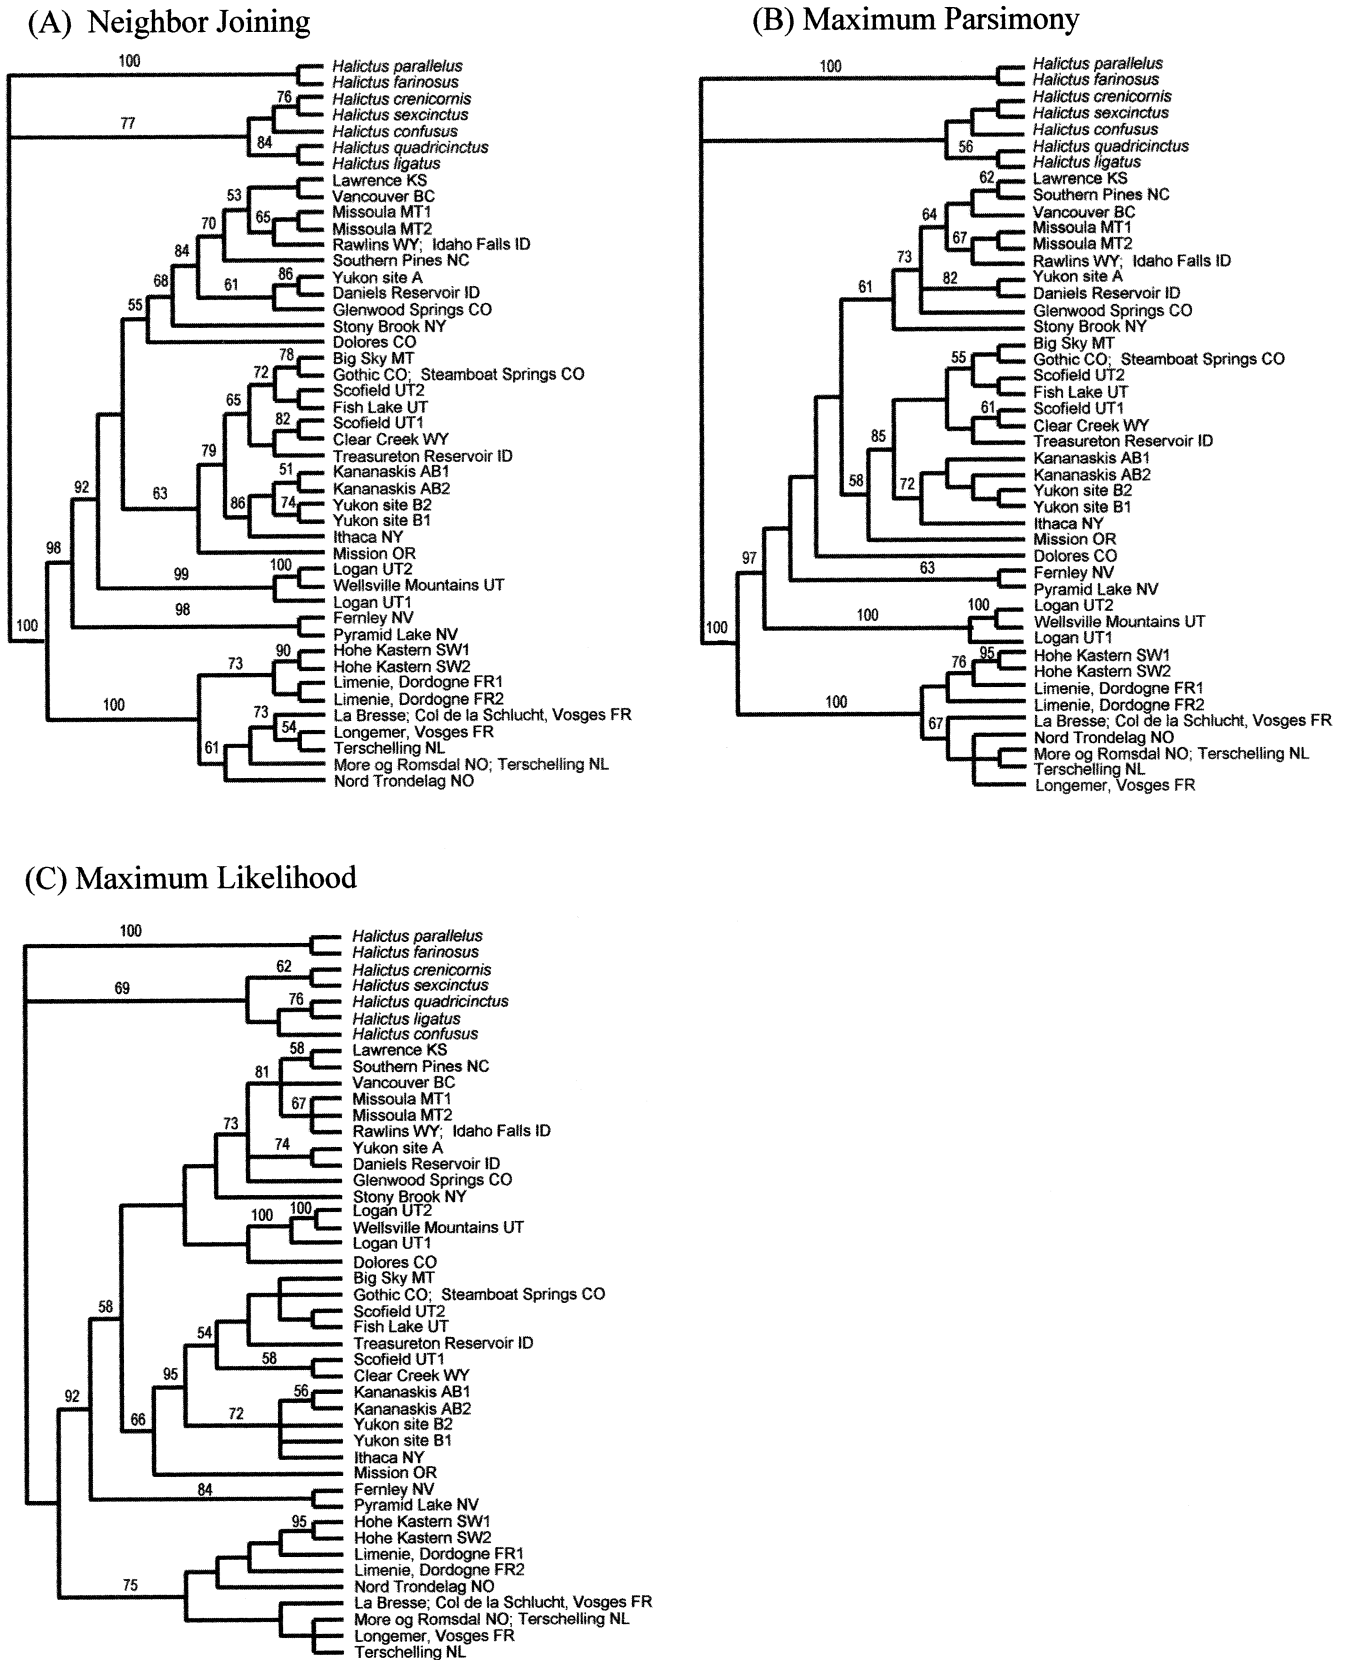 (A) Neighbor Joining
100
Halictus parallelus
Halictus farinosus
76
Halictus crenicornis
Halictus sexcinctus
77
Halictus confusus
84
Halictus quadricinctus
Halictus ligatus
Lawrence KS
53
Vancouver BC
65
Missoula MT1
70
Missoula MT2
Rawlins WY; Idaho Falls ID
84
Southern Pines NC
86
Yukon site A
68
61
Daniels Reservoir ID
55
Glenwood Springs CO
Stony Brook NY
Dolores CO
78
Big Sky MT
72
Gothic CO; Steamboat Springs CO
Scofield UT2
65
Fish Lake UT
82
Scofield UT1
Clear Creek WY
79
Treasureton Reservoir ID
51
Kananaskis AB1
92
63
Kananaskis AB2
86
74
Yukon site B2
Yukon site B1
Ithaca NY
98
Mission OR
100
Logan UT2
99
Wellsville Mountains UT
Logan UT1
98
Fernley NV
100
Pyramid Lake NV
90
Hohe Kastern SW1
73
Hohe Kastern SW2
Limenie, Dordogne FR1
100
Limenie, Dordogne FR2
73
La Bresse; Col de la Schlucht, Vosges FR
54
Longemer, Vosges FR
61
Terschelling NL
More og Romsdal NO; Terschelling NL
Nord Trondelag NO
(B) Maximum Parsimony
100
Halictus parallelus
Halictus farinosus
Halictus crenicornis
Halictus sexcinctus
Halictus confusus
56
Halictus quadricinctus
Halictus ligatus
62
Lawrence KS
Southern Pines NC
64
Vancouver BC
67
Missoula MT1
Missoula MT2
73
Rawlins WY; Idaho Falls ID
82
Yukon site A
61
Daniels Reservoir ID
Glenwood Springs CO
Stony Brook NY
Big Sky MT
55
Gothic CO; Steamboat Springs CO
Scofield UT2
Fish Lake UT
61
Scofield UT1
Clear Creek WY
85
Treasureton Reservoir ID
Kananaskis AB1
58
72
Kananaskis AB2
Yukon site B2
Yukon site B1
Ithaca NY
Mission OR
97
Dolores CO
63
Fernley NV
Pyramid Lake NV
100
Logan UT2
100
100
Wellsville Mountains UT
Logan UT1
95
Hohe Kastern SW1
76
Hohe Kastern SW2
Limenie, Dordogne FR1
100
Limenie, Dordogne FR2
67
La Bresse; Col de la Schlucht, Vosges FR
Nord Trondelag NO
More og Romsdal NO; Terschelling NL
Terschelling NL
Longemer, Vosges FR
(C) Maximum Likelihood
100
Halictus parallelus
Halictus farinosus
62
Halictus crenicornis
69
Halictus sexcinctus
76
Halictus quadricinctus
Halictus ligatus
Halictus confusus
58
Lawrence KS
81
Southern Pines NC
Vancouver BC
67
Missoula MT1
Missoula MT2
73
Rawlins WY; Idaho Falls ID
74
Yukon site A
Daniels Reservoir ID
Glenwood Springs CO
Stony Brook NY
100
100
Logan UT2
Wellsville Mountains UT
Logan UT1
Dolores CO
Big Sky MT
58
Gothic CO; Steamboat Springs CO
Scofield UT2
54
Fish Lake UT
Treasureton Reservoir ID
58
Scofield UT1
95
Clear Creek WY
92
56
Kananaskis AB1
66
72
Kananaskis AB2
Yukon site B2
Yukon site B1
Ithaca NY
Mission OR
84
Fernley NV
Pyramid Lake NV
95
Hohe Kastern SW1
Hohe Kastern SW2
Limenie, Dordogne FR1
Limenie, Dordogne FR2
75
Nord Trondelag NO
La Bresse; Col de la Schlucht, Vosges FR
More og Romsdal NO; Terschelling NL
Longemer, Vosges FR
Terschelling NL